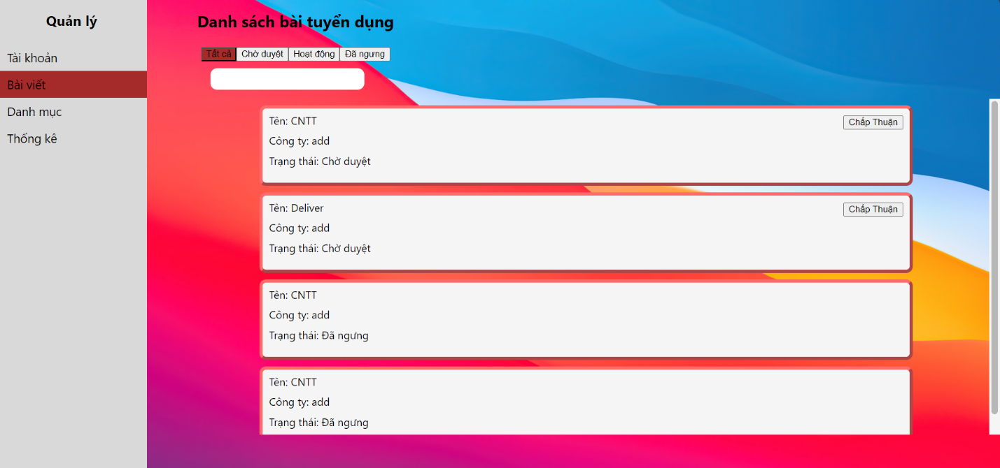 Quản lý
Tài khoản
Bài viết
Danh mục
Thống kê
Danh sách bài tuyển dụng
Tất cả Chờ duyệt Hoạt động Đã ngưng
Tên: CNTT
Chấp Thuận
Công ty: add
Trạng thái: Chờ duyệt
Tên: Deliver
Chấp Thuận
Công ty: add
Trạng thái: Chờ duyệt
Tên: CNTT
Công ty: add
Trạng thái: Đã ngưng
Tên: CNTT
Công ty: add
Trạng thái: Đã ngưng